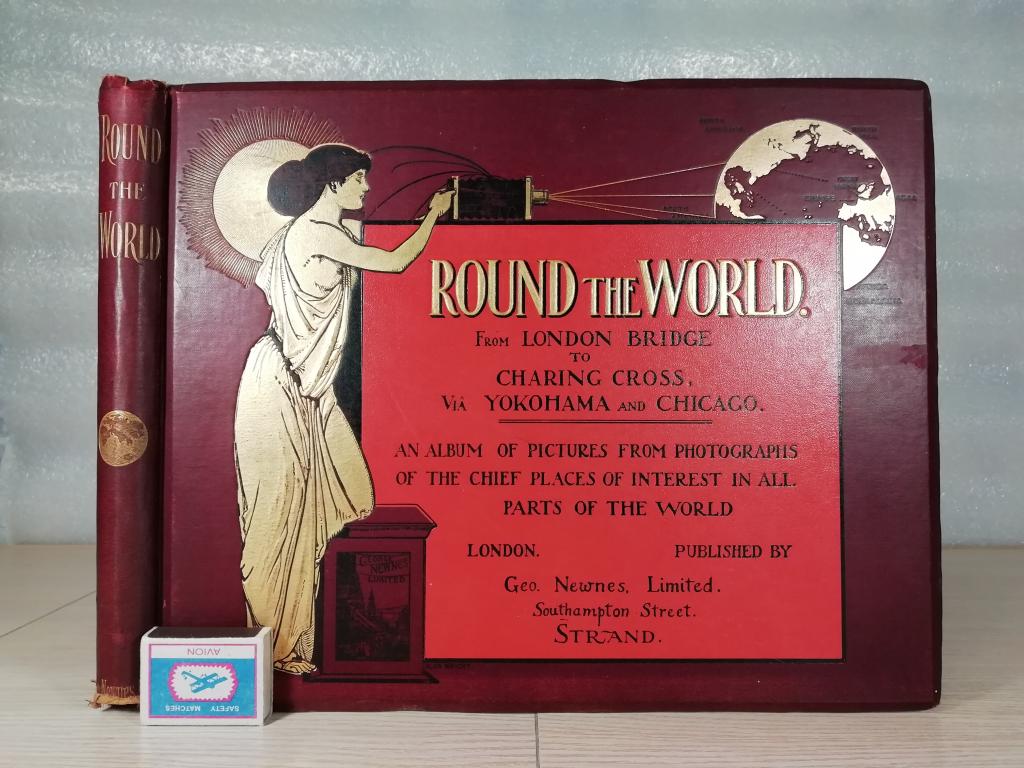 ROUND
THE
WORLD
NEWNES
ROUND THE WORLD.
FROM LONDON BRIDGE
TO
CHARING CROSS,
VIÂ YOKOHAMA AND CHICAGO.
AN ALBUM OF PICTURES FROM PHOTOGRAPHS
OF THE CHIEF PLACES OF INTEREST IN ALL.
PARTS OF THE WORLD
LONDON. PUBLISHED BY
Geo. Newnes, Limited.
Southampton Street.
STRAND.
GEORGE
NEWNES
LIMITED
AVION
SAFETY MATCHES